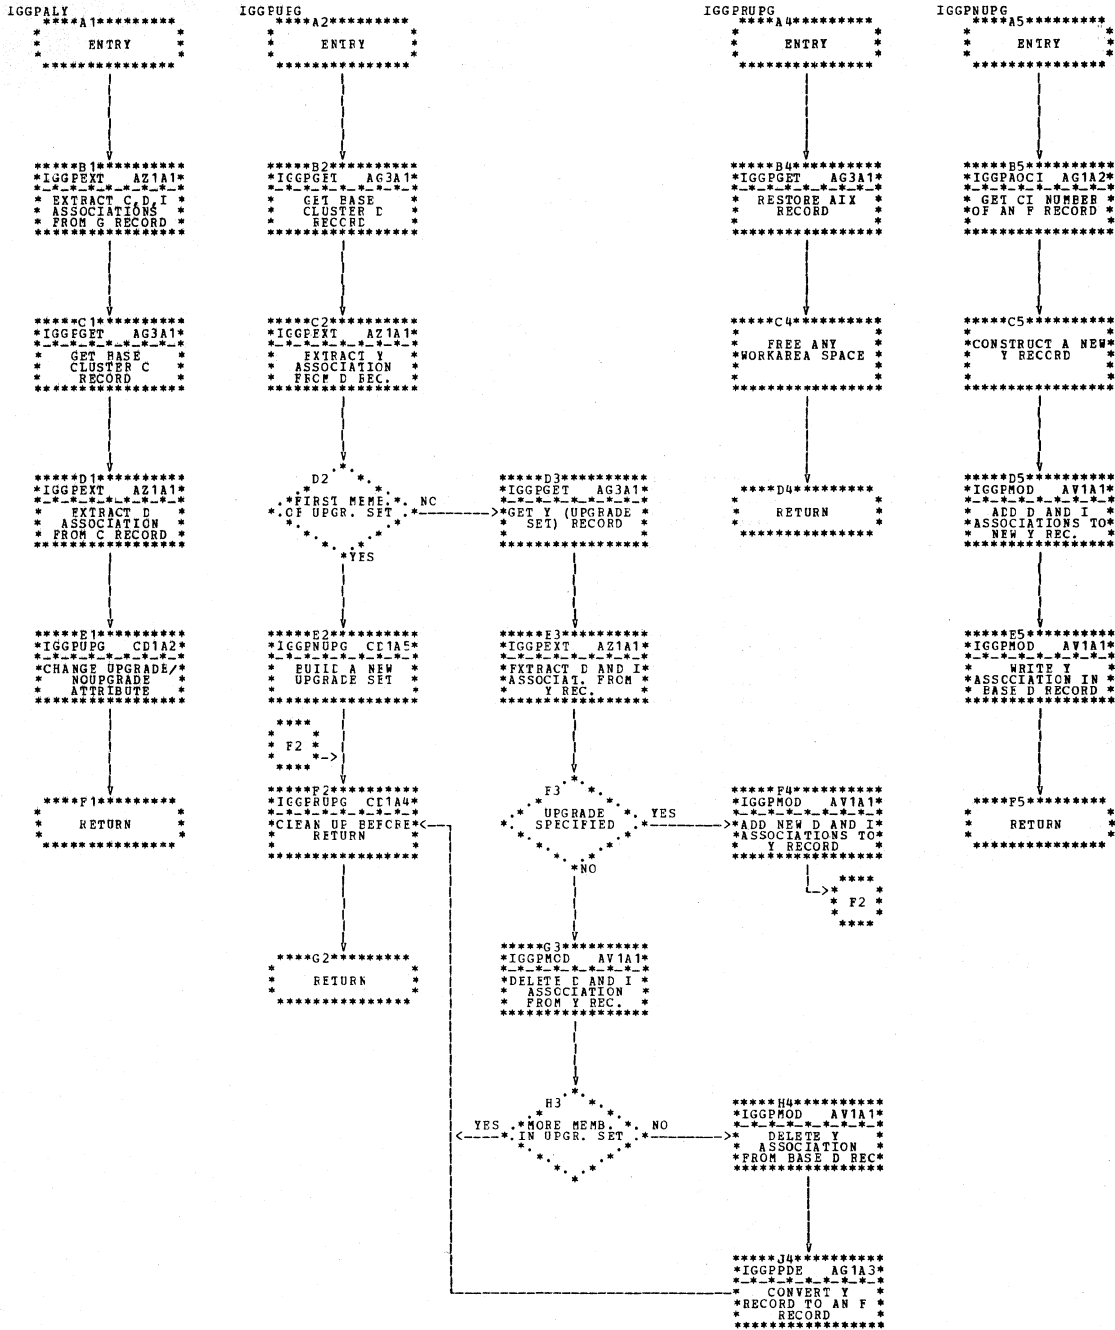 IGGPALY
A1
ENTRY
B1
IGGPEXT AZ1A1
EXTRACT C,D,I
ASSOCIATIONS
FROM G RECORD
C1
IGGPGET AG3A1
GET BASE
CLUSTER C
RECORD
D1
IGGPEXT AZ1A1
EXTRACT D
ASSOCIATION
FROM C RECORD
E1
IGGPUPG CD1A2
CHANGE UPGRADE/
NOUPGRADE
ATTRIBUTE
F1
RETURN
IGGPUPG
A2
ENTRY
B2
IGGPGET AG3A1
GET BASE
CLUSTER D
RECCRD
C2
IGGPEXT AZ1A1
EXTRACT Y
ASSOCIATION
FROM D REC.
D2
FIRST MEME.
OF UPGR. SET
NC
YES
E2
IGGPNUPG CD1A5
BUILD A NEW
UPGRADE SET
F2
F2
IGGPRUPG CD1A4
CLEAN UP BEFORE
RETURN
G2
RETURN
D3
IGGPGET AG3A1
GET Y (UPGRADE
SET) RECORD
E3
IGGPEXT AZ1A1
EXTRACT D AND I
ASSOCIAT. FROM
Y REC.
F3
UPGRADE
SPECIFIED
YES
NO
G3
IGGPMOD AV1A1
DELETE D AND I
ASSOCIATION
FROM Y REC.
H3
YES
MORE MEMB.
IN UPGR. SET
NO
IGGPRUPG
A4
ENTRY
B4
IGGPGET AG3A1
RESTORE AIX
RECORD
C4
FREE ANY
WORKAREA SPACE
D4
RETURN
F4
IGGPMOD AV1A1
ADD NEW D AND I
ASSOCIATIONS TO
Y RECORD
F2
H4
IGGPMOD AV1A1
DELETE Y
ASSOCIATION
FROM BASE D REC
J4
IGGPPDE AG1A3
CONVERT Y
RECORD TO AN F
RECORD
IGGPNUPG
A5
ENTRY
B5
IGGPAOCI AG1A2
GET CI NUMBER
OF AN F RECORD
C5
CONSTRUCT A NEW
Y RECCRD
D5
IGGPMOD AV1A1
ADD D AND I
ASSOCIATIONS TO
NEW Y REC.
E5
IGGPMOD AV1A1
WRITE Y
ASSCCIATION IN
BASE D RECORD
F5
RETURN